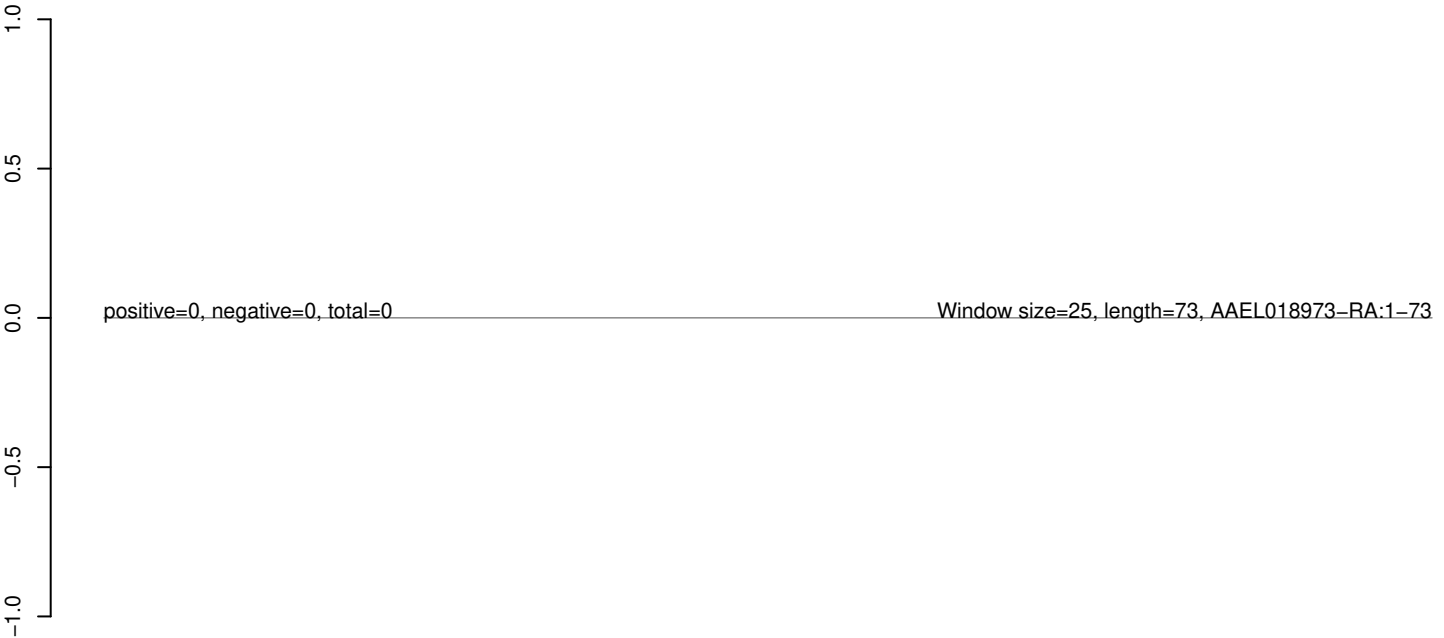 1.0
0.5
0.0
−0.5
−1.0
positive=0, negative=0, total=0
Window size=25, length=73, AAEL018973−RA:1−73